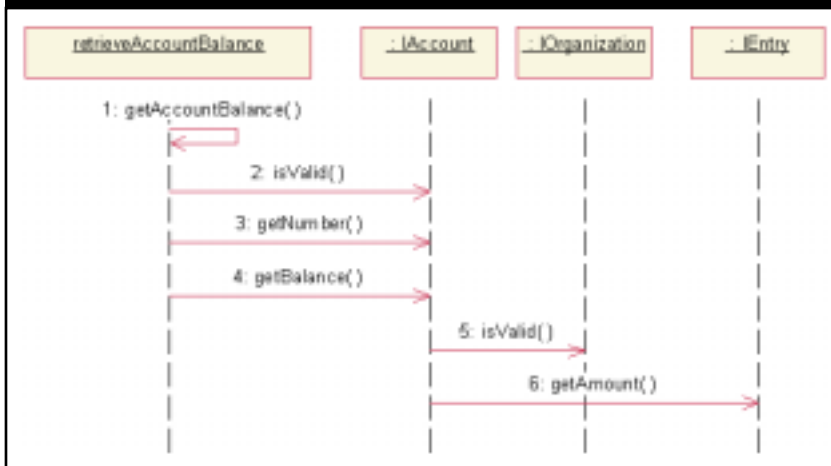 retrieveAccountBalance
: IAccount
: IOrganization
: IEntry
1: getAccountBalance( )
2: isValid( )
3: getNumber( )
4: getBalance( )
5: isValid( )
6: getAmount( )